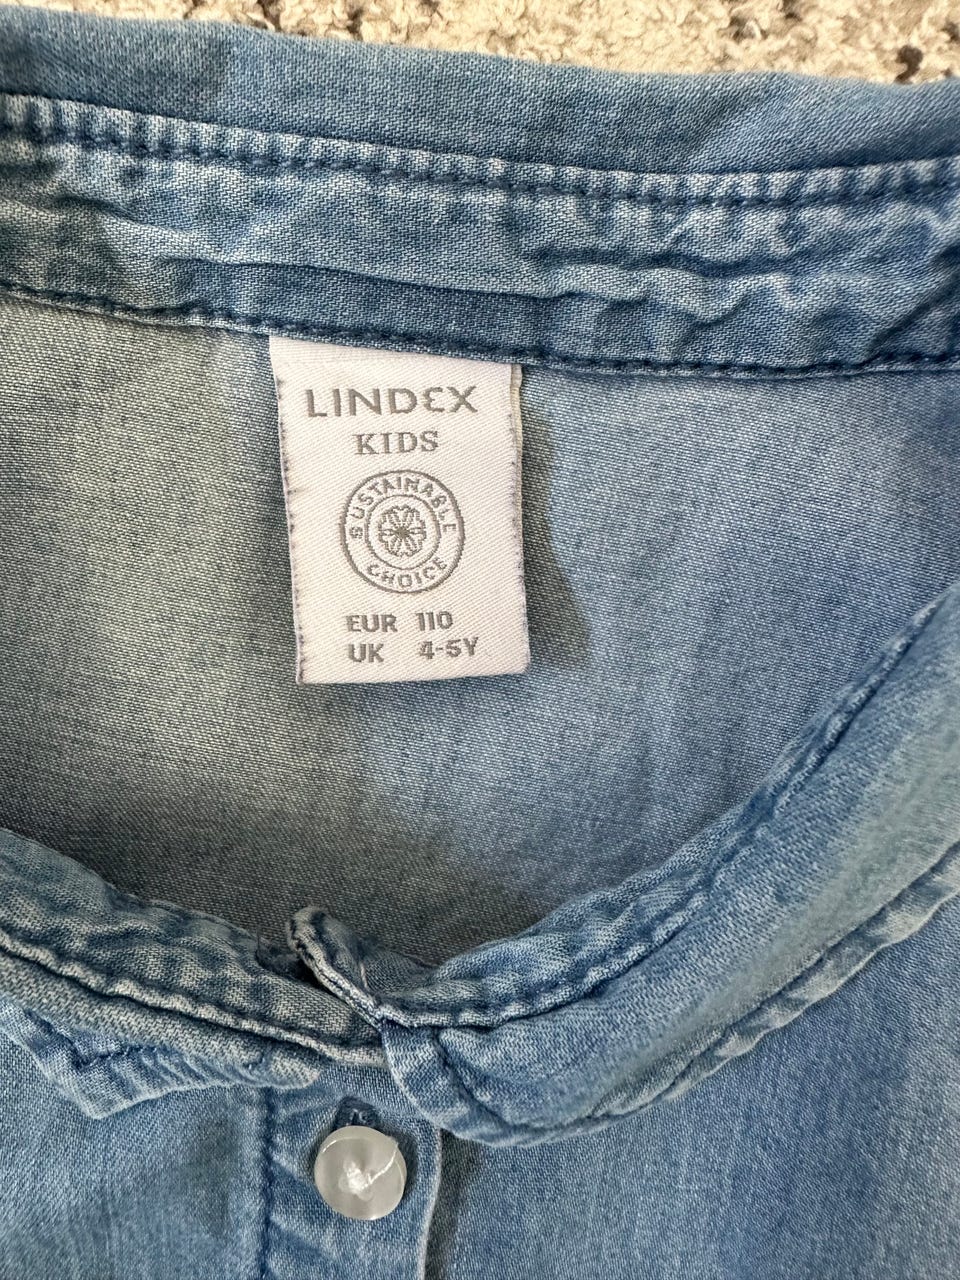 LINDEX
KIDS
SUSTAINABLE
CHOICE
EUR 110
UK 4-5Y